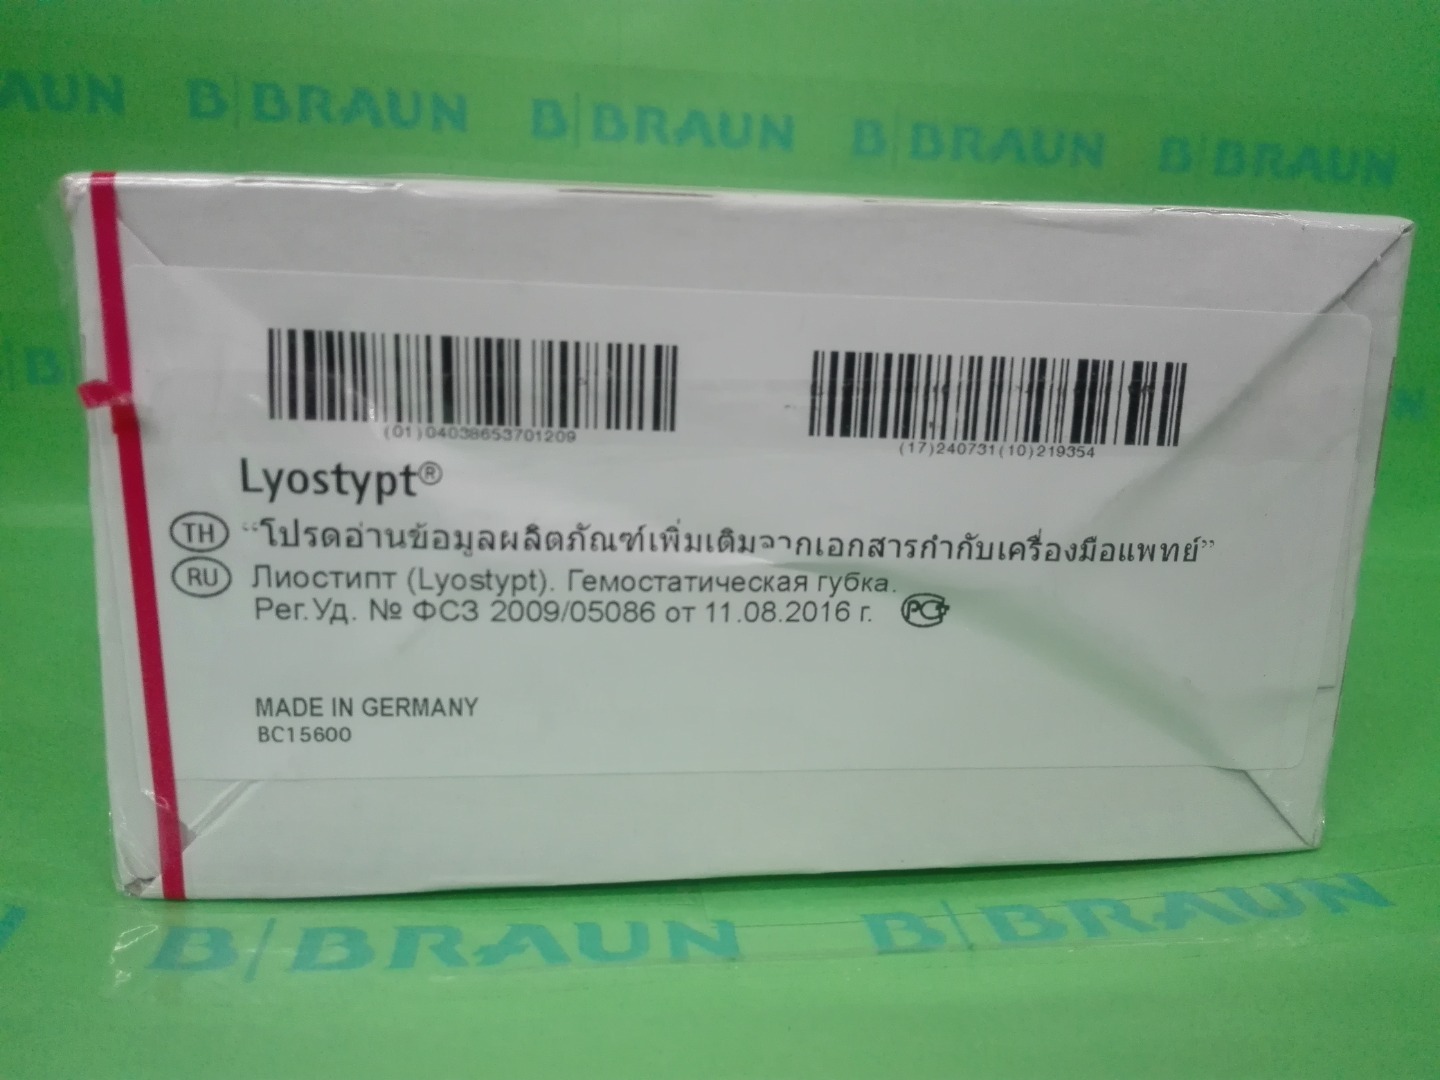 AUN B|BRAUN B|BRAUN B|BRAUN B|BRAUN
(01)04038653701209
(17)240731(10)219354
Lyostypt®
TH “โปรดอ่านข้อมูลผลิตภัณฑ์เพิ่มเติมจากเอกสารกำกับเครื่องมือแพทย์”
RU Лиостипт (Lyostypt). Гемостатическая губка.
Рег.Уд. № ФСЗ 2009/05086 от 11.08.2016 г. РСТ
MADE IN GERMANY
BC15600
B|BRAUN B|BRAUN